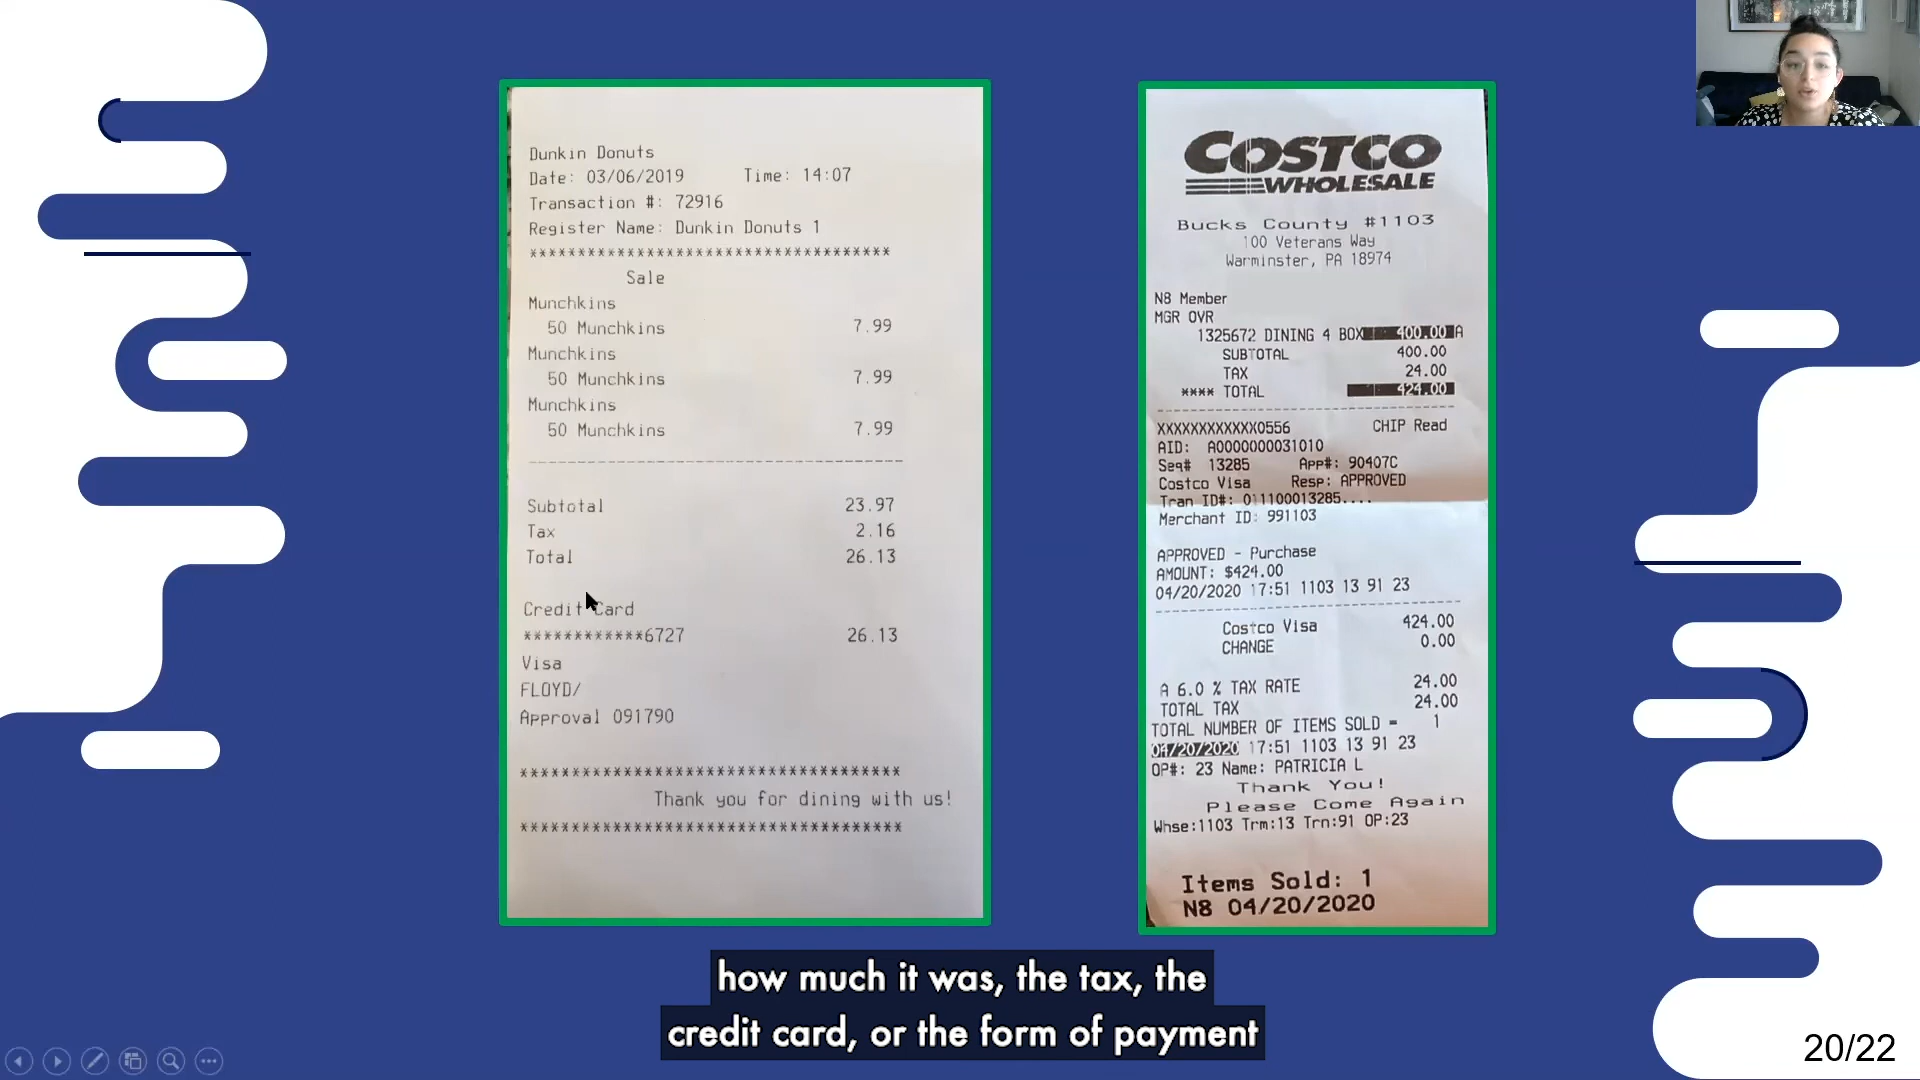 Dunkin Donuts
Date: 03/06/2019 Time: 14:07
Transaction #: 72916
Register Name: Dunkin Donuts 1
*************************************
Sale
Munchkins
50 Munchkins 7.99
Munchkins
50 Munchkins 7.99
Munchkins
50 Munchkins 7.99
Subtotal 23.97
Tax 2.16
Total 26.13
Credit Card
************6727 26.13
Visa
FLOYD/
Approval 091790
***************************************
Thank you for dining with us!
***************************************
COSTCO
WHOLESALE
Bucks County #1103
100 Veterans Way
Warminster, PA 18974
N8 Member
MGR OVR
1325672 DINING 4 BOX 400.00 A
SUBTOTAL 400.00
TAX 24.00
**** TOTAL 424.00
XXXXXXXXXXXX0556 CHIP Read
AID: A0000000031010
Seq# 13285 App#: 90407C
Costco Visa Resp: APPROVED
Tran ID#: 011100013285....
Merchant ID: 991103
APPROVED - Purchase
AMOUNT: $424.00
04/20/2020 17:51 1103 13 91 23
Costco Visa 424.00
CHANGE 0.00
A 6.0 % TAX RATE 24.00
TOTAL TAX 24.00
TOTAL NUMBER OF ITEMS SOLD = 1
04/20/2020 17:51 1103 13 91 23
OP#: 23 Name: PATRICIA L
Thank You!
Please Come Again
Whse:1103 Trm:13 Trn:91 OP:23
Items Sold: 1
N8 04/20/2020
how much it was, the tax, the
credit card, or the form of payment
20/22